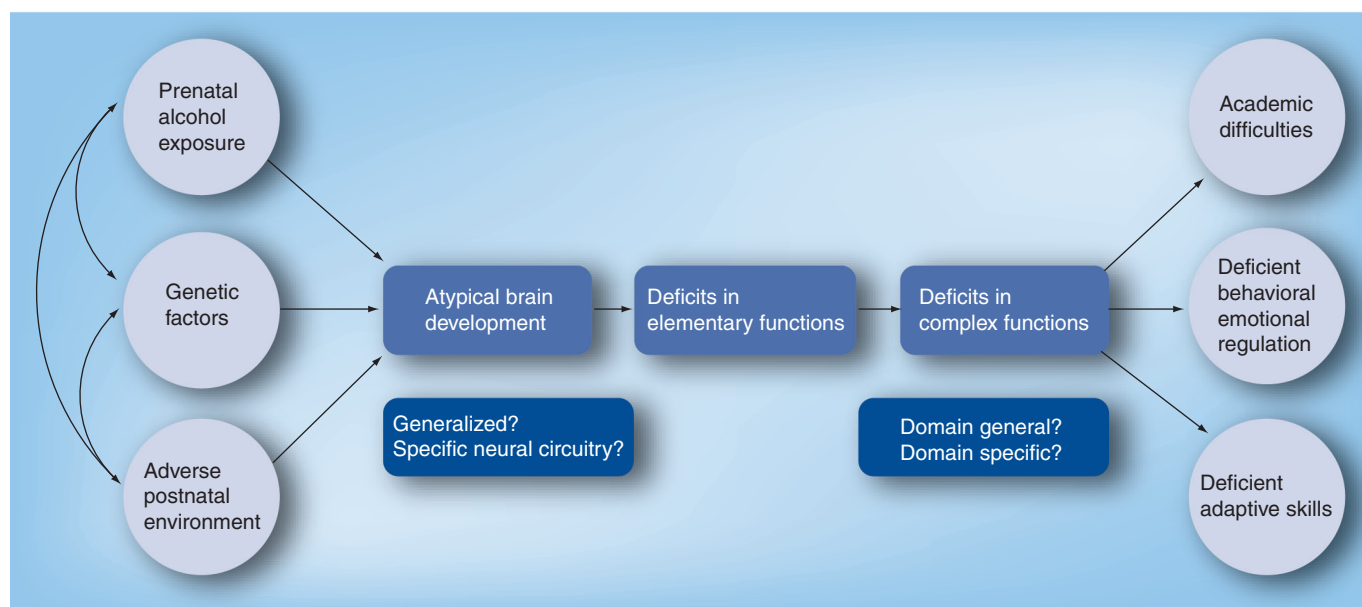 Prenatal
alcohol
exposure
Genetic
factors
Adverse
postnatal
environment
Atypical brain
development
Generalized?
Specific neural circuitry?
Deficits in
elementary functions
Deficits in
complex functions
Domain general?
Domain specific?
Academic
difficulties
Deficient
behavioral
emotional
regulation
Deficient
adaptive skills